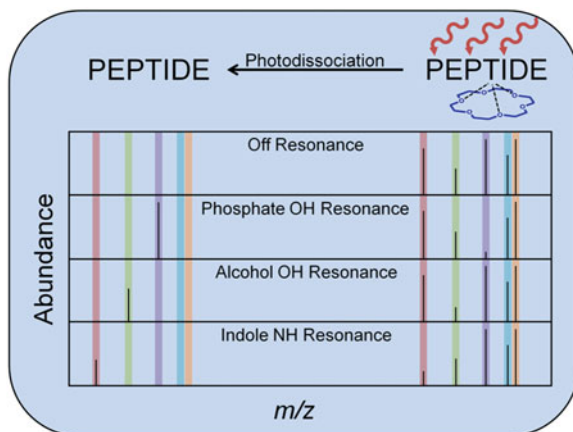 PEPTIDE
Photodissociation
PEPTIDE
Off Resonance
Phosphate OH Resonance
Alcohol OH Resonance
Indole NH Resonance
Abundance
m/z